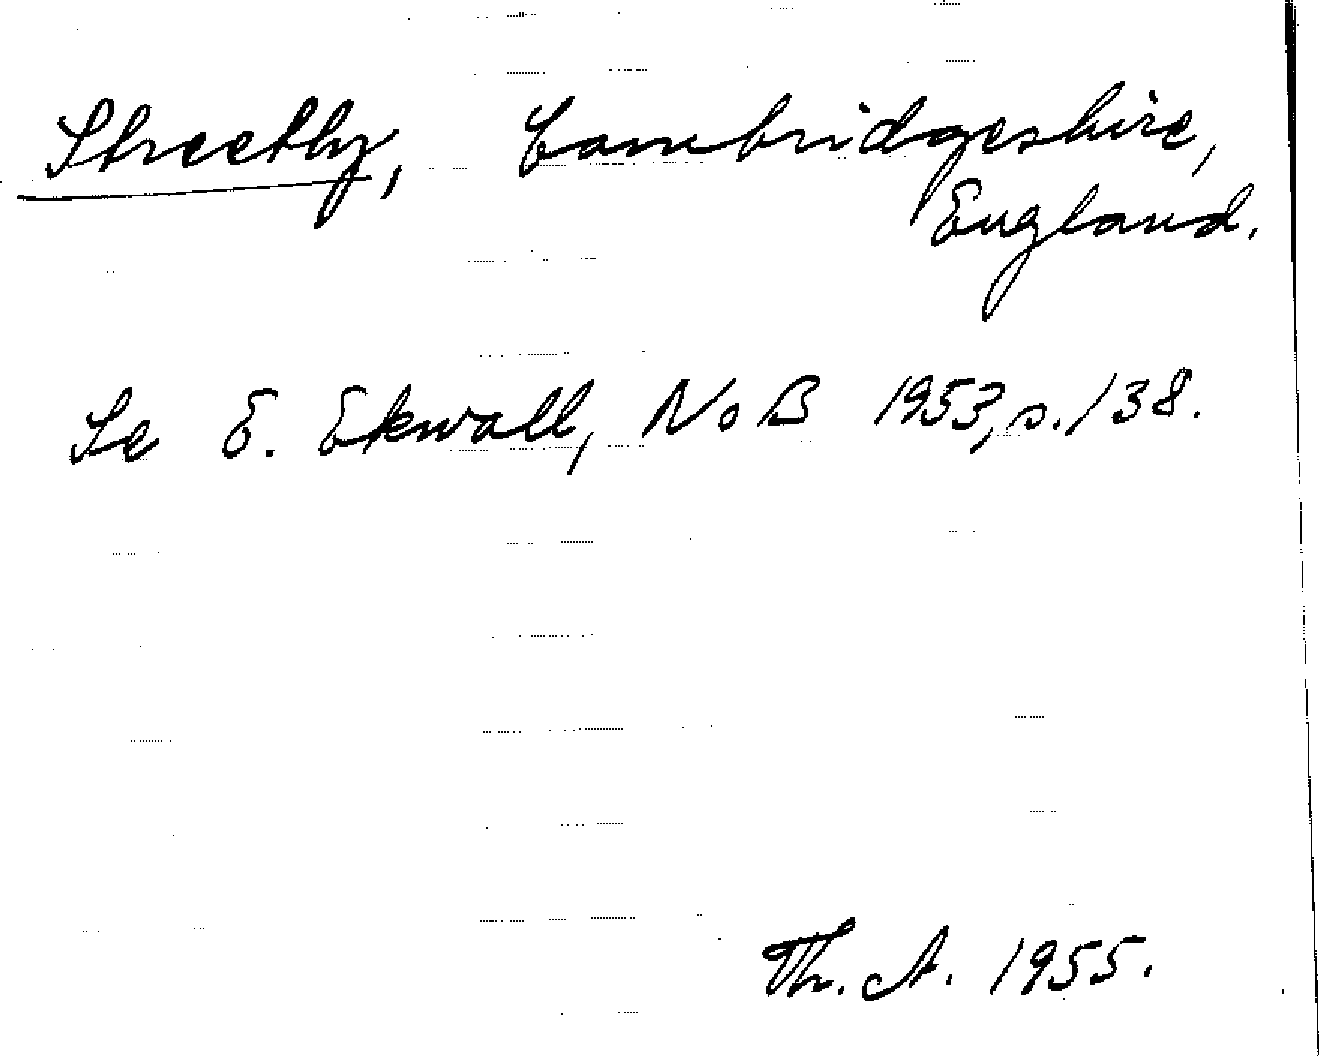 Streetly, Cambridgeshire,
England.
Se E. Ekwall, NoB 1953, s. 138.
Th. A. 1955.